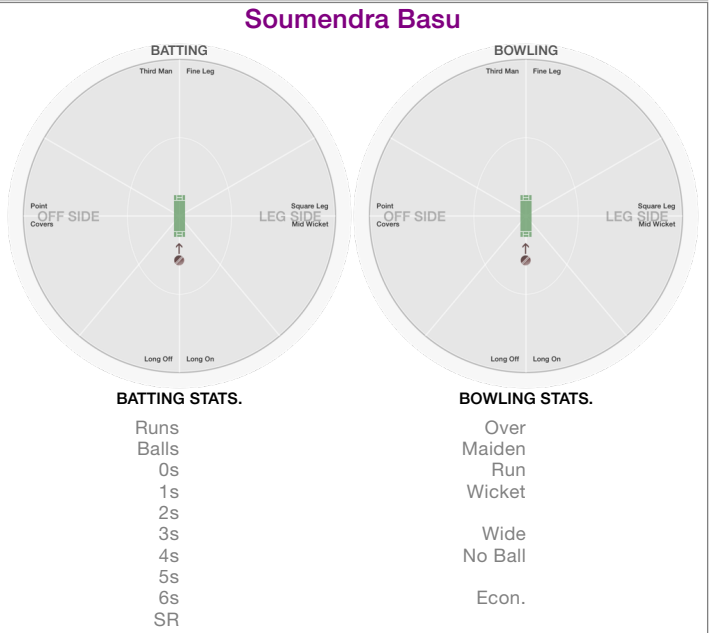 Soumendra Basu
BATTING
Third Man Fine Leg
Point
OFF SIDE
Covers
Square Leg
LEG SIDE
Mid Wicket
Long Off Long On
BOWLING
Third Man Fine Leg
Point
OFF SIDE
Covers
Square Leg
LEG SIDE
Mid Wicket
Long Off Long On
BATTING STATS.
Runs
Balls
0s
1s
2s
3s
4s
5s
6s
SR
BOWLING STATS.
Over
Maiden
Run
Wicket
Wide
No Ball
Econ.